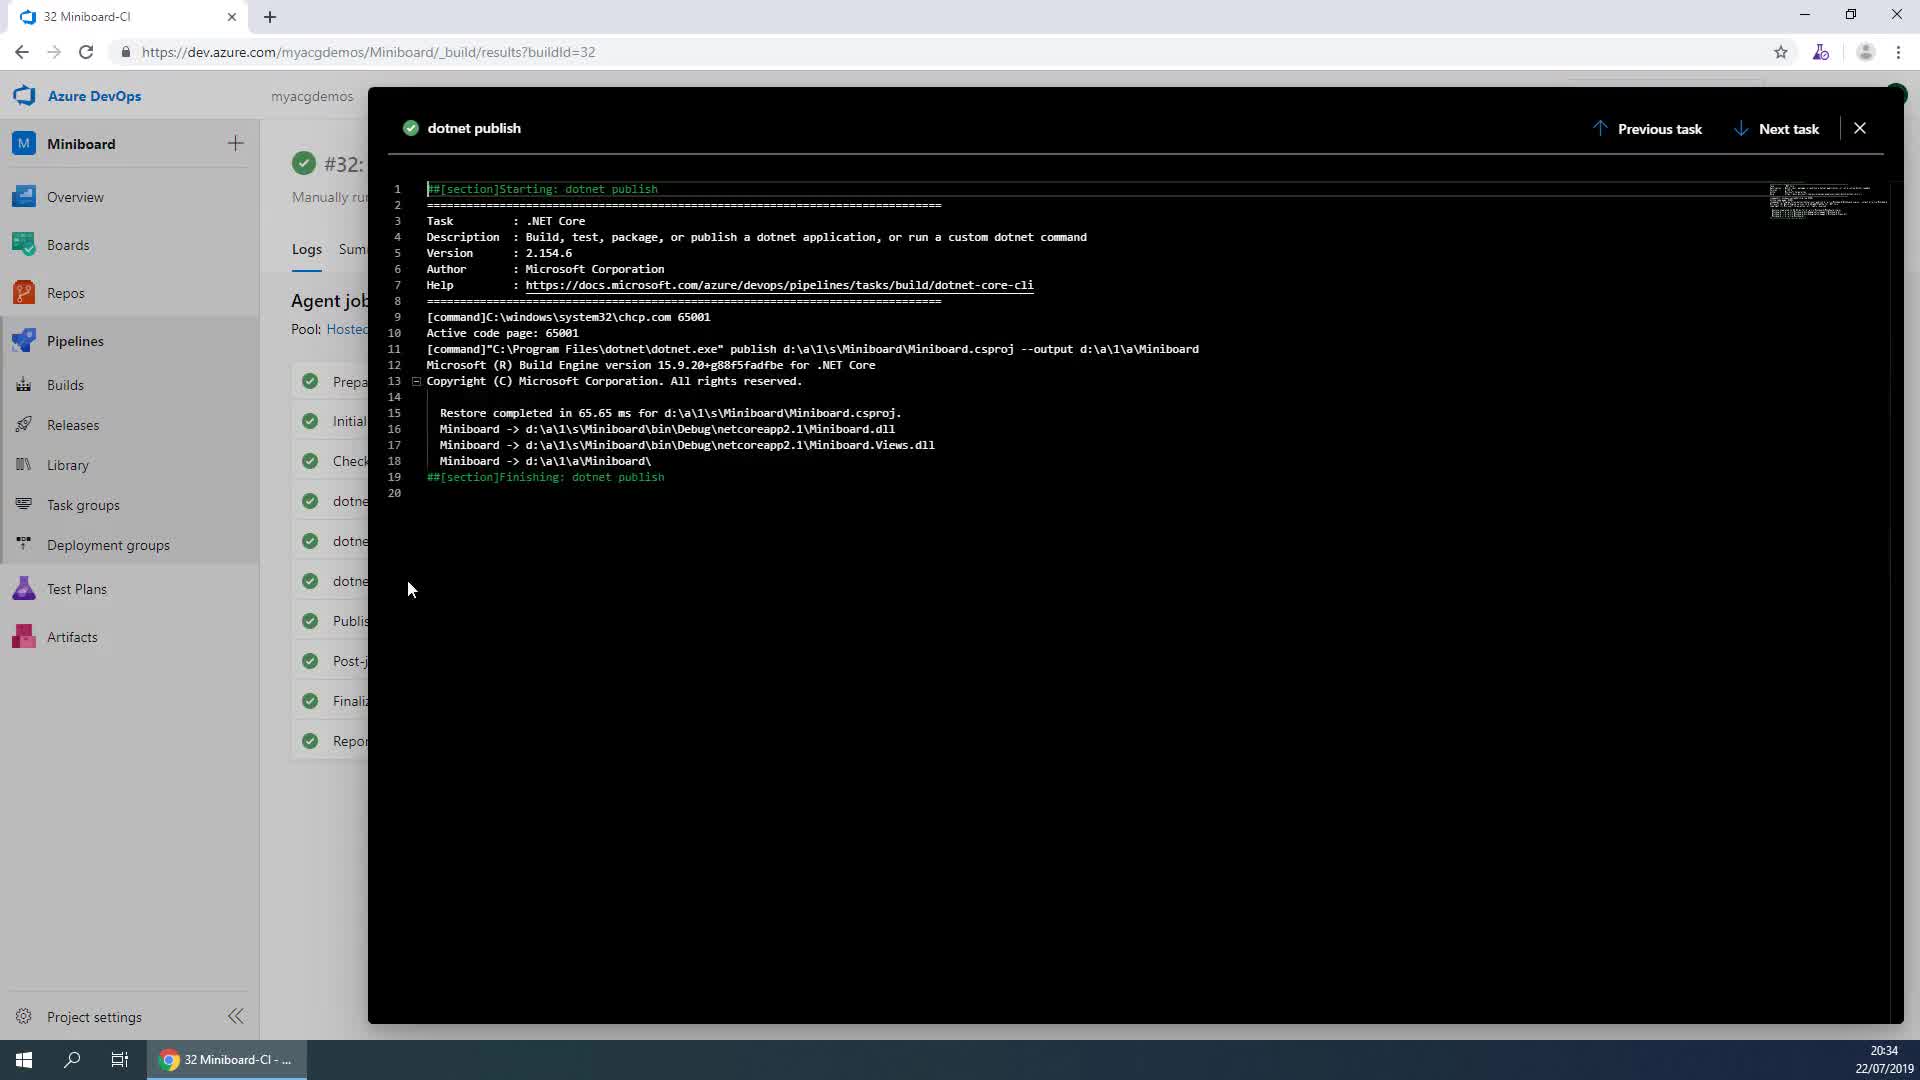 32 Miniboard-CI
https://dev.azure.com/myacgdemos/Miniboard/_build/results?buildId=32
Azure DevOps
myacgdemos
M Miniboard
Overview
Boards
Repos
Pipelines
Builds
Releases
Library
Task groups
Deployment groups
Test Plans
Artifacts
Project settings
#32:
Manually ru
Logs Sum
Agent job
Pool: Hosted
Prepa
Initial
Check
dotne
dotne
dotne
Publis
Post-j
Finaliz
Repor
dotnet publish
Previous task
Next task
1 ##[section]Starting: dotnet publish
2 ==============================================================================
3 Task         : .NET Core
4 Description  : Build, test, package, or publish a dotnet application, or run a custom dotnet command
5 Version      : 2.154.6
6 Author       : Microsoft Corporation
7 Help         : https://docs.microsoft.com/azure/devops/pipelines/tasks/build/dotnet-core-cli
8 ==============================================================================
9 [command]C:\windows\system32\chcp.com 65001
10 Active code page: 65001
11 [command]"C:\Program Files\dotnet\dotnet.exe" publish d:\a\1\s\Miniboard\Miniboard.csproj --output d:\a\1\a\Miniboard
12 Microsoft (R) Build Engine version 15.9.20+g88f5fadfbe for .NET Core
13 Copyright (C) Microsoft Corporation. All rights reserved.
14
15 Restore completed in 65.65 ms for d:\a\1\s\Miniboard\Miniboard.csproj.
16 Miniboard -> d:\a\1\s\Miniboard\bin\Debug\netcoreapp2.1\Miniboard.dll
17 Miniboard -> d:\a\1\s\Miniboard\bin\Debug\netcoreapp2.1\Miniboard.Views.dll
18 Miniboard -> d:\a\1\a\Miniboard\
19 ##[section]Finishing: dotnet publish
20
32 Miniboard-CI - ...
20:34
22/07/2019